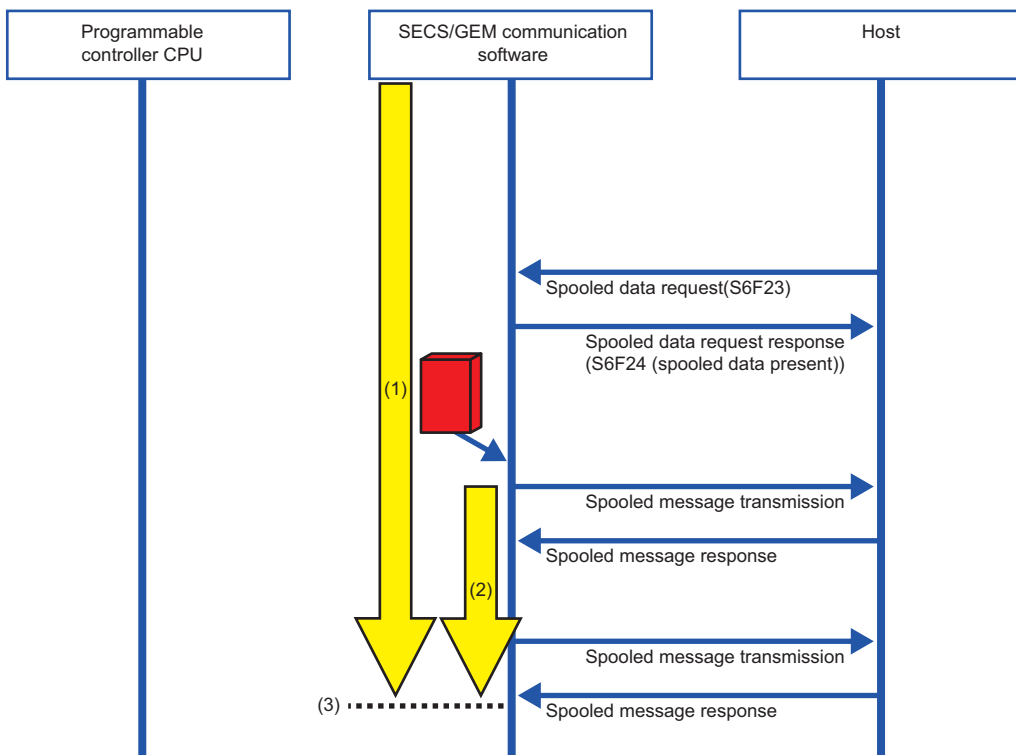 Programmable
controller CPU
SECS/GEM communication
software
Host
Spooled data request(S6F23)
Spooled data request response
(S6F24 (spooled data present))
(1)
Spooled message transmission
Spooled message response
(2)
Spooled message transmission
(3)
Spooled message response